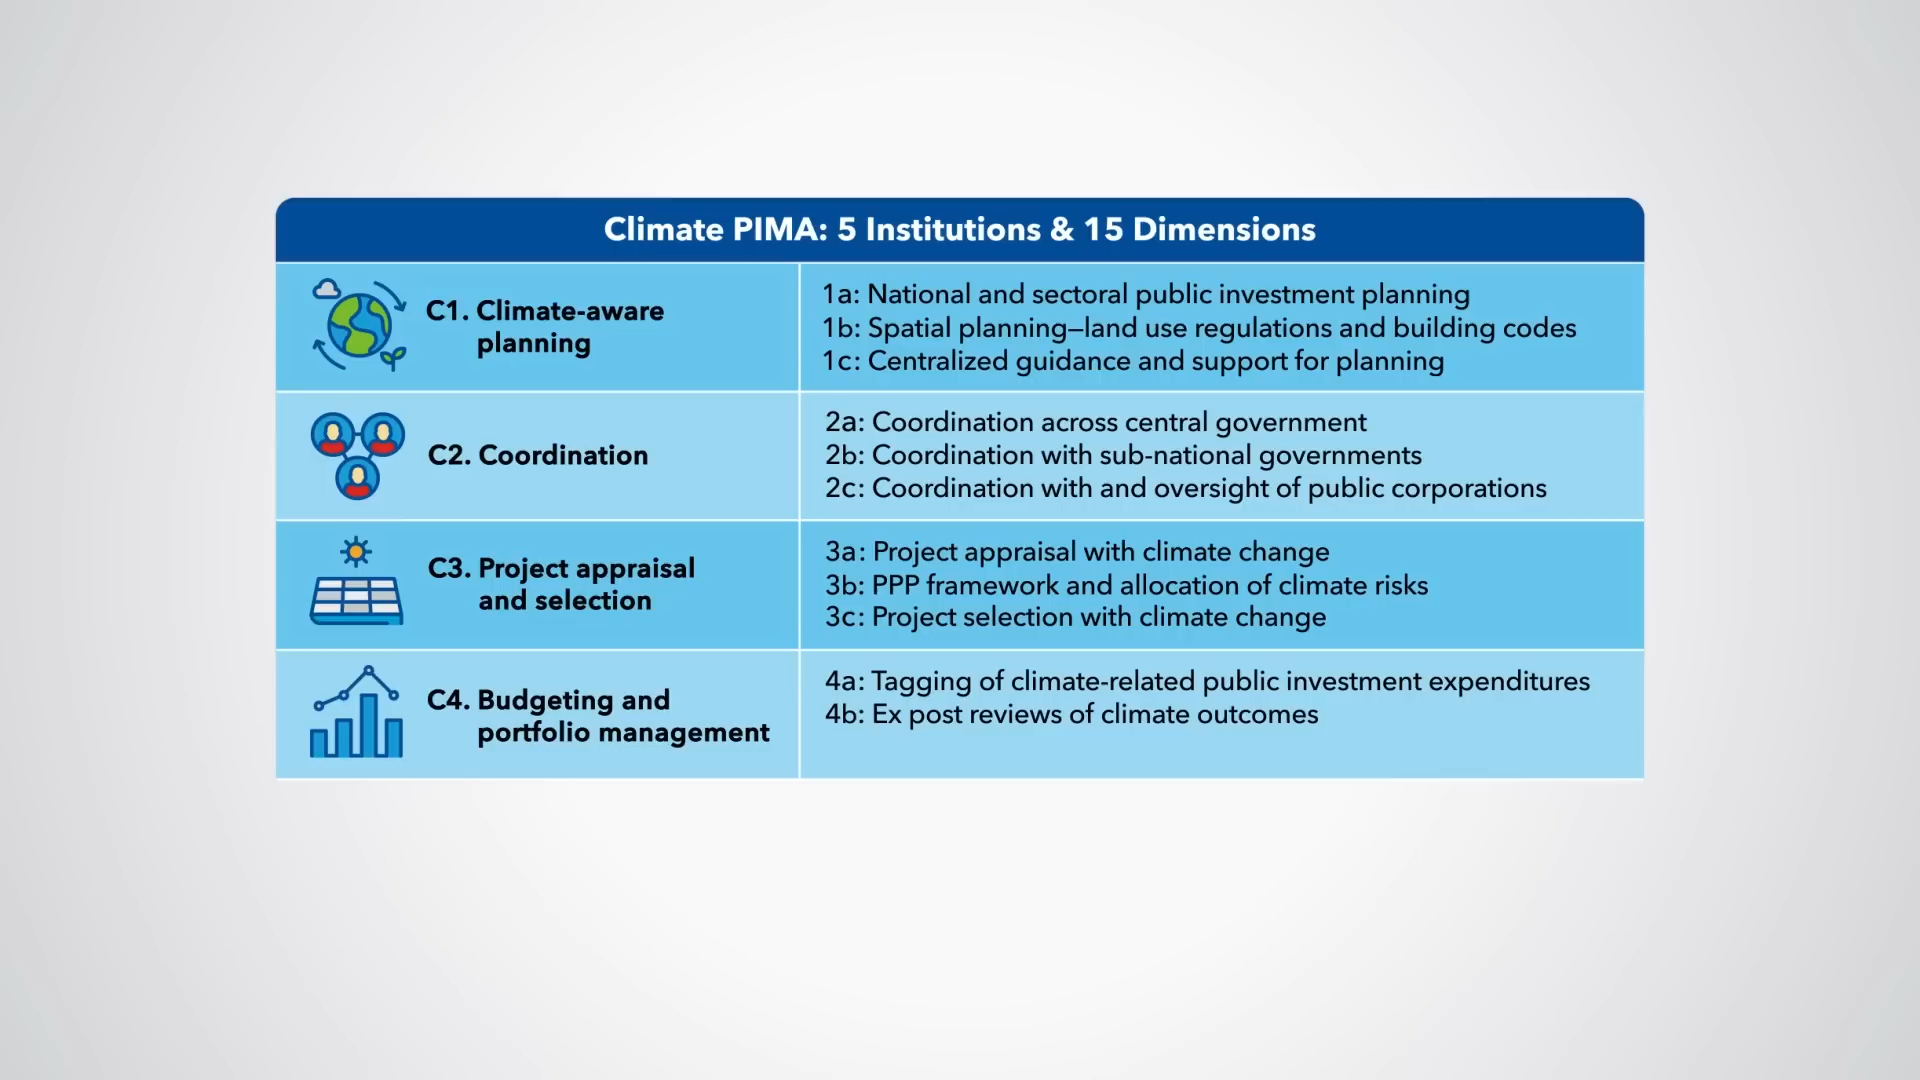 Climate PIMA: 5 Institutions & 15 Dimensions
C1. Climate-aware
planning
1a: National and sectoral public investment planning
1b: Spatial planning—land use regulations and building codes
1c: Centralized guidance and support for planning
C2. Coordination
2a: Coordination across central government
2b: Coordination with sub-national governments
2c: Coordination with and oversight of public corporations
C3. Project appraisal
and selection
3a: Project appraisal with climate change
3b: PPP framework and allocation of climate risks
3c: Project selection with climate change
C4. Budgeting and
portfolio management
4a: Tagging of climate-related public investment expenditures
4b: Ex post reviews of climate outcomes